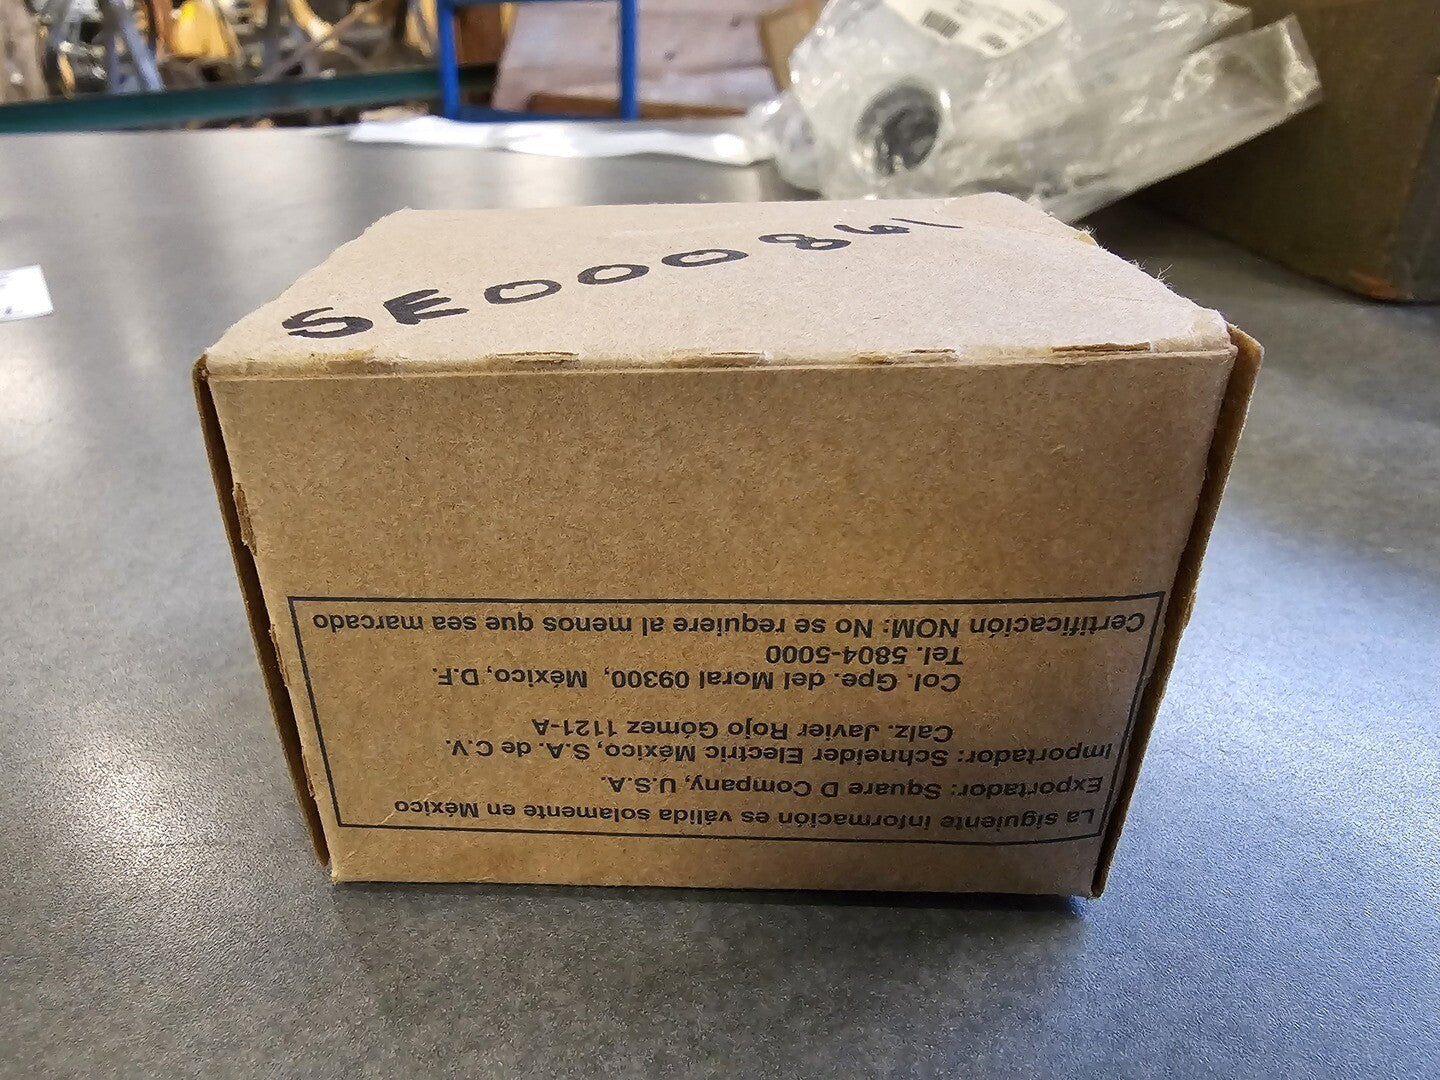 SE000861
La siguiente información es válida solamente en México
Exportador: Square D Company, U.S.A.
Importador: Schneider Electric México, S.A. de C.V.
Calz. Javier Rojo Gómez 1121-A
Col. Gpe. del Moral 09300, México, D.F.
Tel. 5804-5000
Certificación NOM: No se requiere al menos que sea marcado